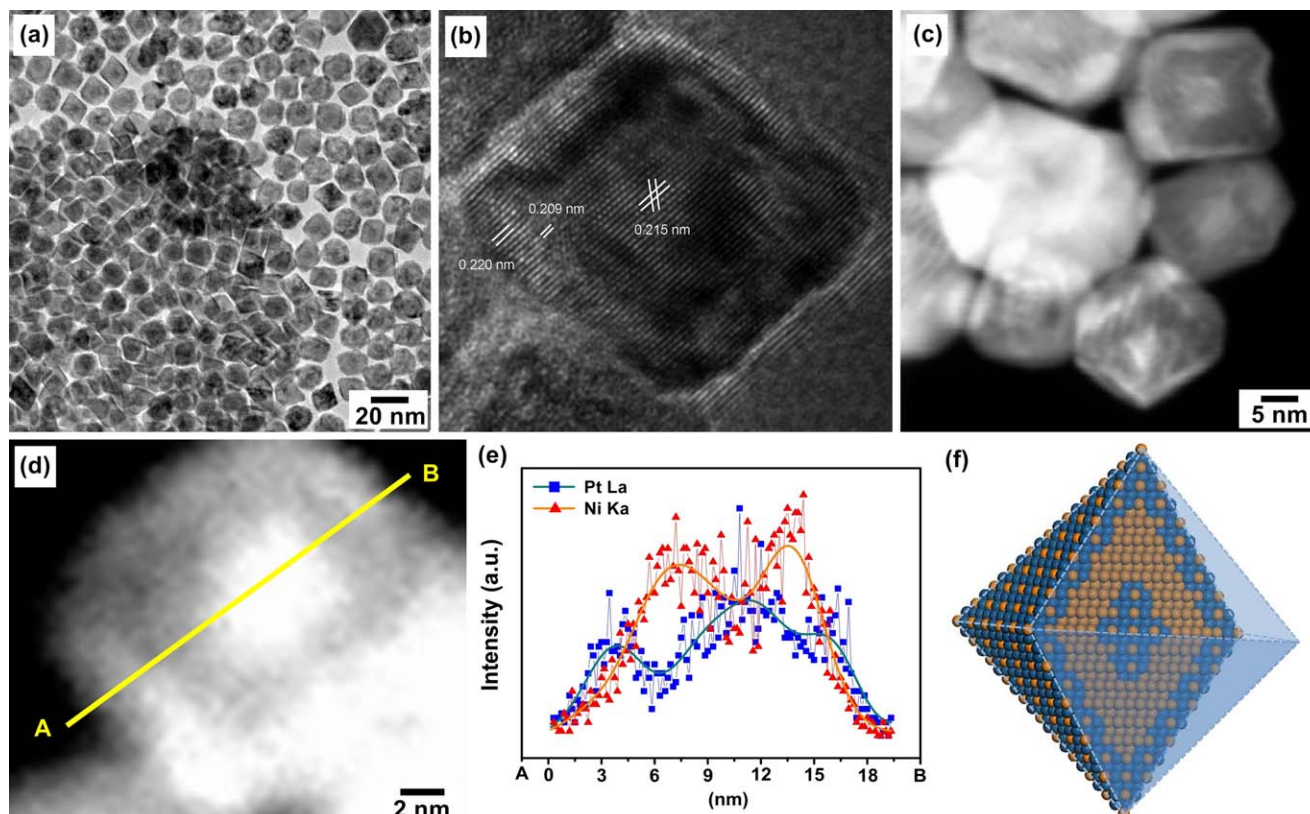 (a)
20 nm
(b)
0.209 nm
0.215 nm
0.220 nm
(c)
5 nm
(d)
A
B
2 nm
(e)
Pt La
Ni Ka
Intensity (a.u.)
A 0 3 6 9 12 15 18 B
(nm)
(f)